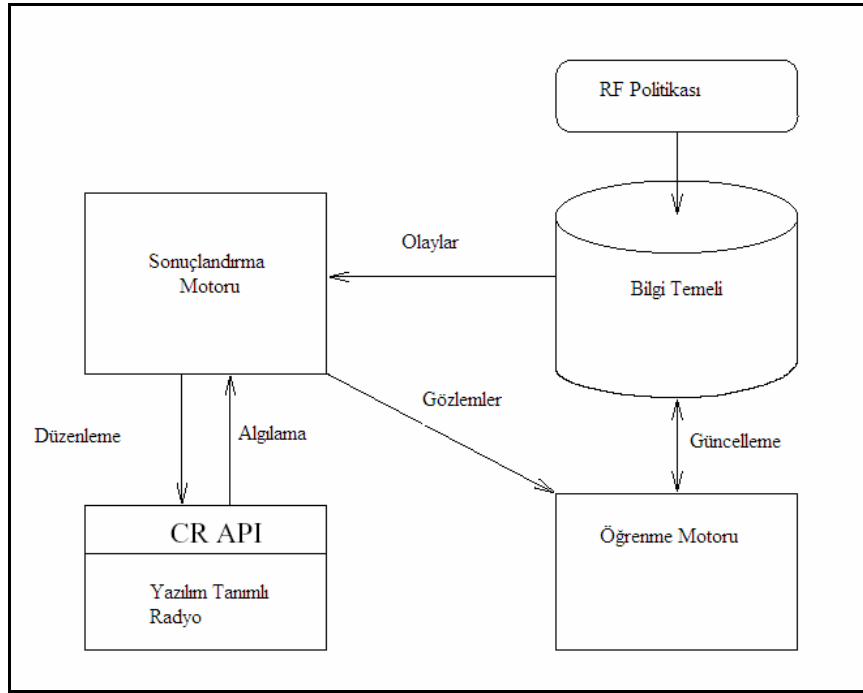 RF Politikası
Olaylar
Sonuçlandırma
Motoru
Bilgi Temeli
Gözlemler
Düzenleme
Algılama
Güncelleme
CR API
Öğrenme Motoru
Yazılım Tanımlı
Radyo